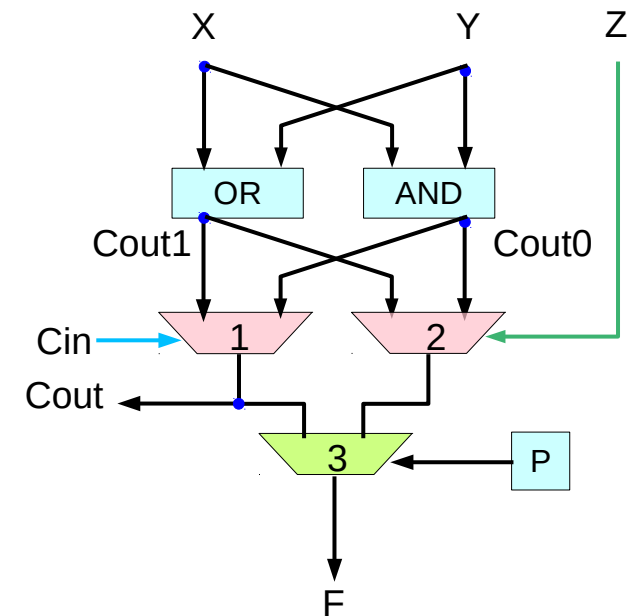 X Y Z
OR AND
Cout1 Cout0
Cin 1 2
Cout
3 P
F